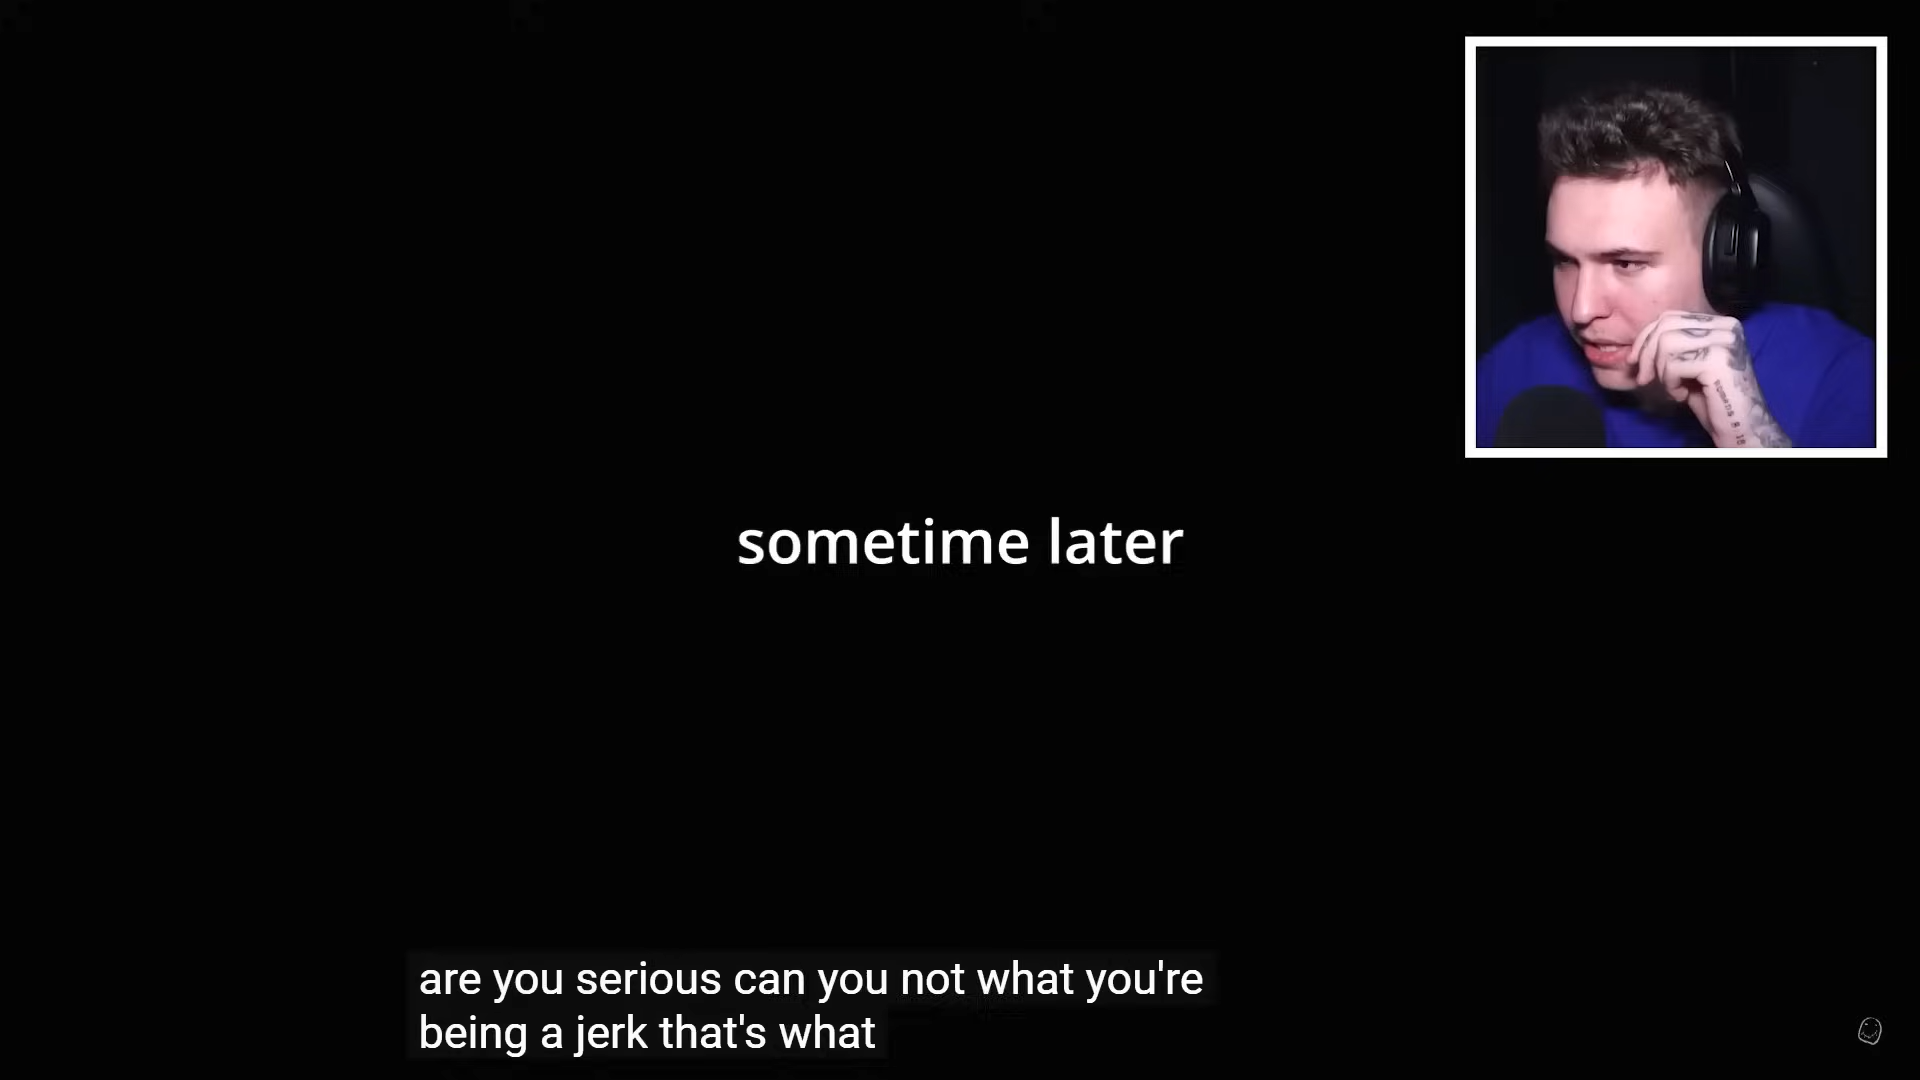 sometime later
are you serious can you not what you're
being a jerk that's what